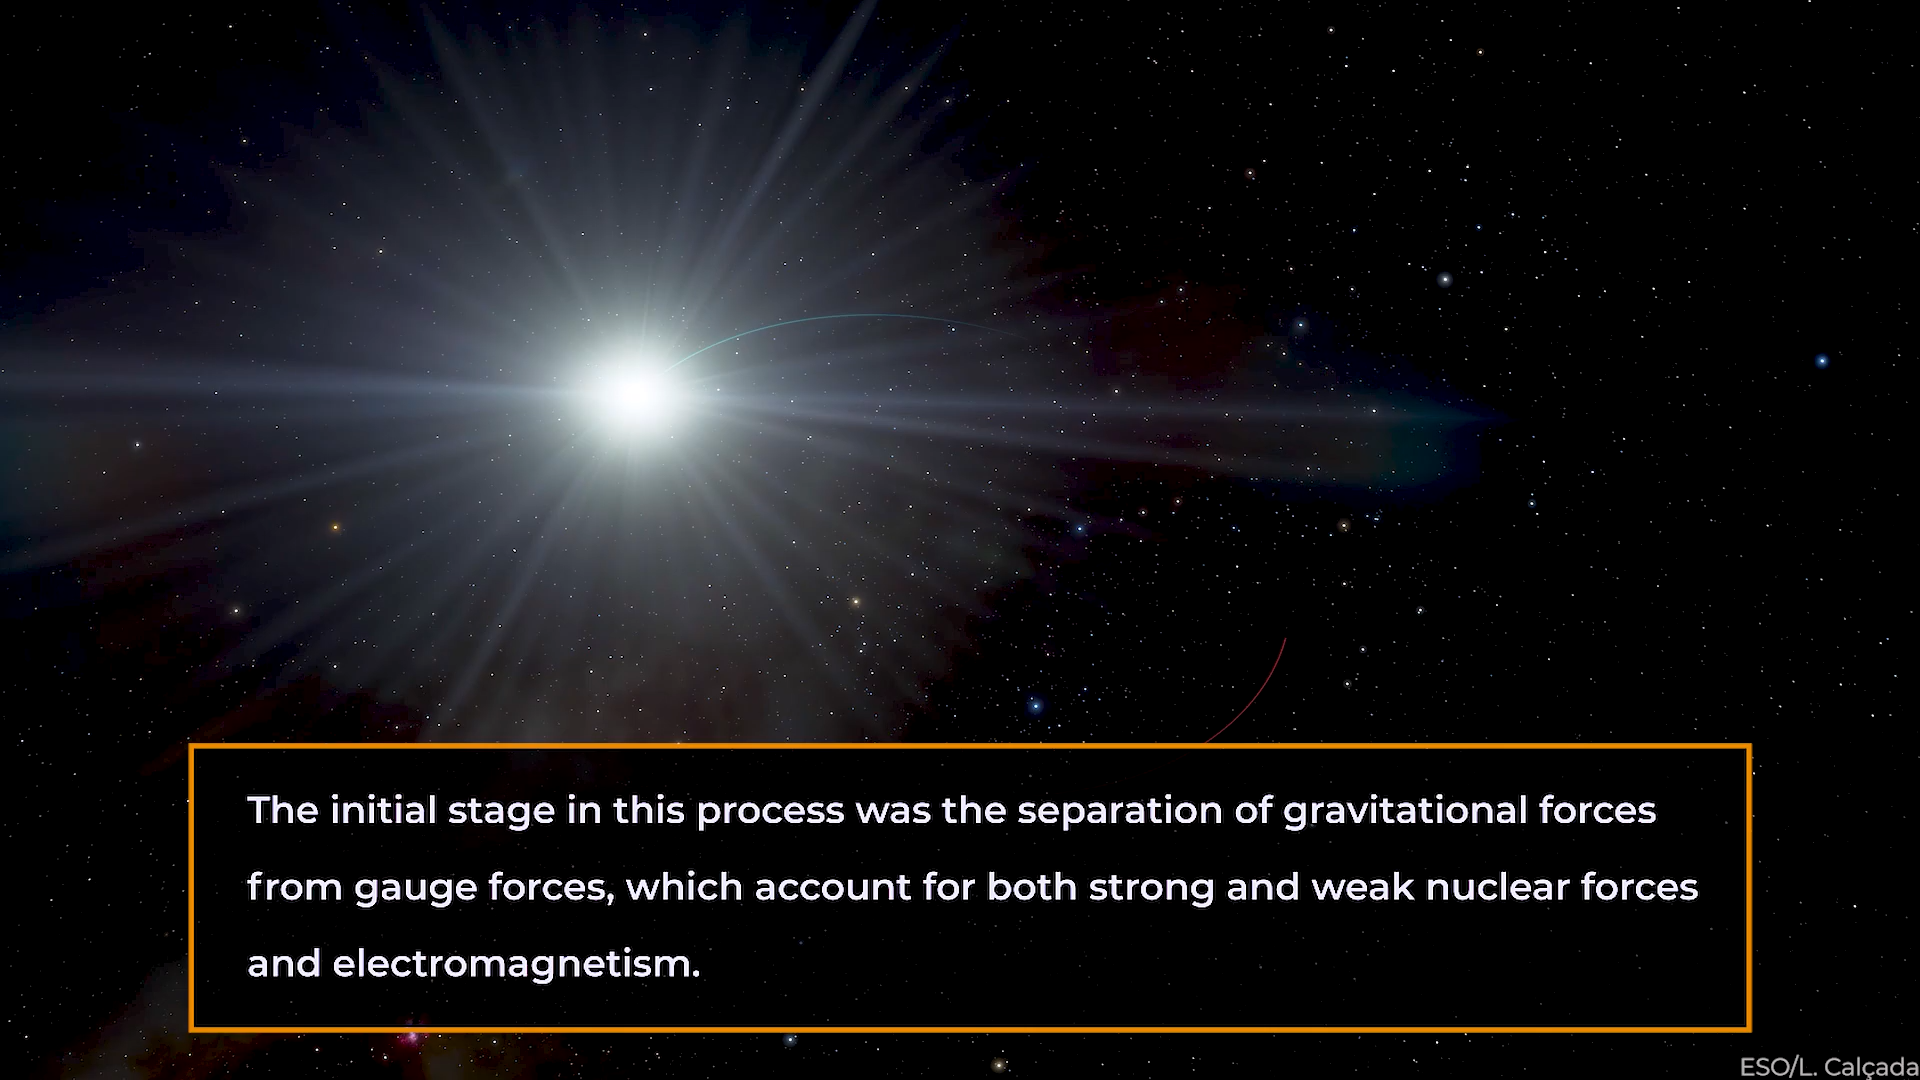 The initial stage in this process was the separation of gravitational forces
from gauge forces, which account for both strong and weak nuclear forces
and electromagnetism.
ESO/L. Calçada